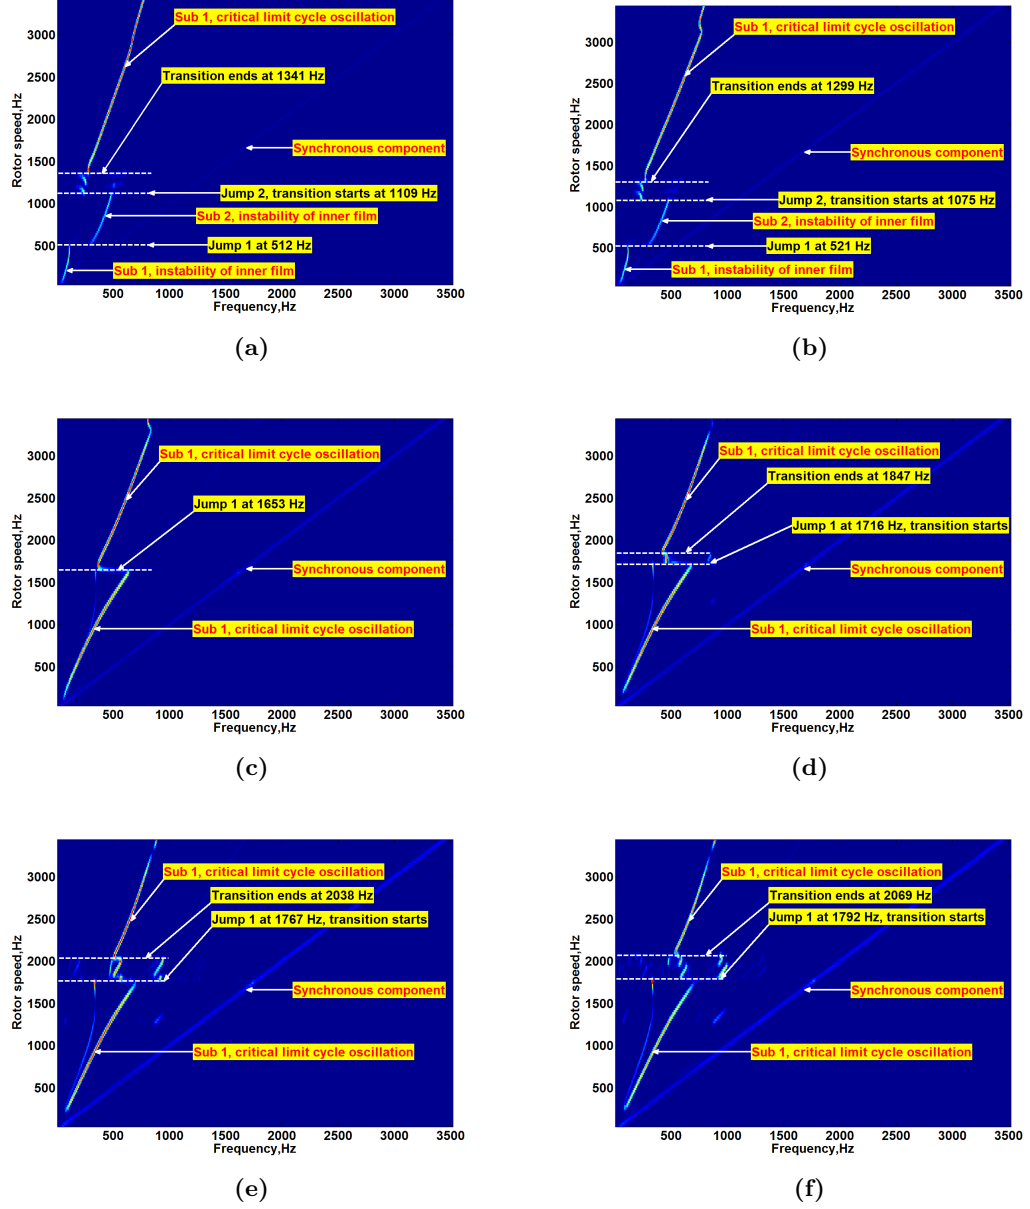 Sub 1, critical limit cycle oscillation
Transition ends at 1341 Hz
Synchronous component
Jump 2, transition starts at 1109 Hz
Sub 2, instability of inner film
Jump 1 at 512 Hz
Sub 1, instability of inner film
Rotor speed,Hz
3000
2500
2000
1500
1000
500
500 1000 1500 2000 2500 3000 3500
Frequency,Hz
(a)
Sub 1, critical limit cycle oscillation
Transition ends at 1299 Hz
Synchronous component
Jump 2, transition starts at 1075 Hz
Sub 2, instability of inner film
Jump 1 at 521 Hz
Sub 1, instability of inner film
Rotor speed,Hz
3000
2500
2000
1500
1000
500
500 1000 1500 2000 2500 3000 3500
Frequency,Hz
(b)
Sub 1, critical limit cycle oscillation
Jump 1 at 1653 Hz
Synchronous component
Sub 1, critical limit cycle oscillation
Rotor speed,Hz
3000
2500
2000
1500
1000
500
500 1000 1500 2000 2500 3000 3500
Frequency,Hz
(c)
Sub 1, critical limit cycle oscillation
Transition ends at 1847 Hz
Jump 1 at 1716 Hz, transition starts
Synchronous component
Sub 1, critical limit cycle oscillation
Rotor speed,Hz
3000
2500
2000
1500
1000
500
500 1000 1500 2000 2500 3000 3500
Frequency,Hz
(d)
Sub 1, critical limit cycle oscillation
Transition ends at 2038 Hz
Jump 1 at 1767 Hz, transition starts
Synchronous component
Sub 1, critical limit cycle oscillation
Rotor speed,Hz
3000
2500
2000
1500
1000
500
500 1000 1500 2000 2500 3000 3500
Frequency,Hz
(e)
Sub 1, critical limit cycle oscillation
Transition ends at 2069 Hz
Jump 1 at 1792 Hz, transition starts
Synchronous component
Sub 1, critical limit cycle oscillation
Rotor speed,Hz
3000
2500
2000
1500
1000
500
500 1000 1500 2000 2500 3000 3500
Frequency,Hz
(f)